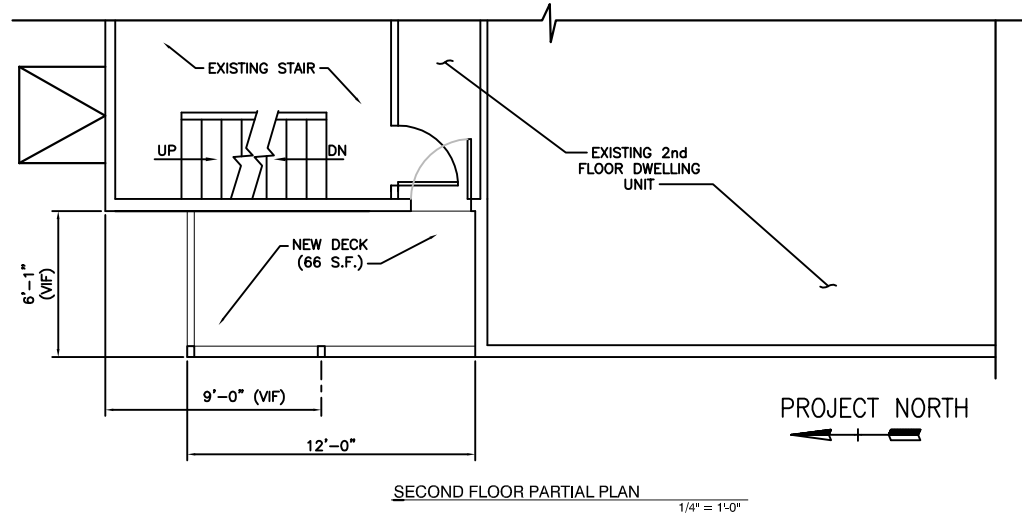 EXISTING STAIR
UP
DN
EXISTING 2nd
FLOOR DWELLING
UNIT
NEW DECK
(66 S.F.)
6'-1"
(VIF)
9'-0" (VIF)
12'-0"
PROJECT NORTH
SECOND FLOOR PARTIAL PLAN
1/4" = 1'-0"